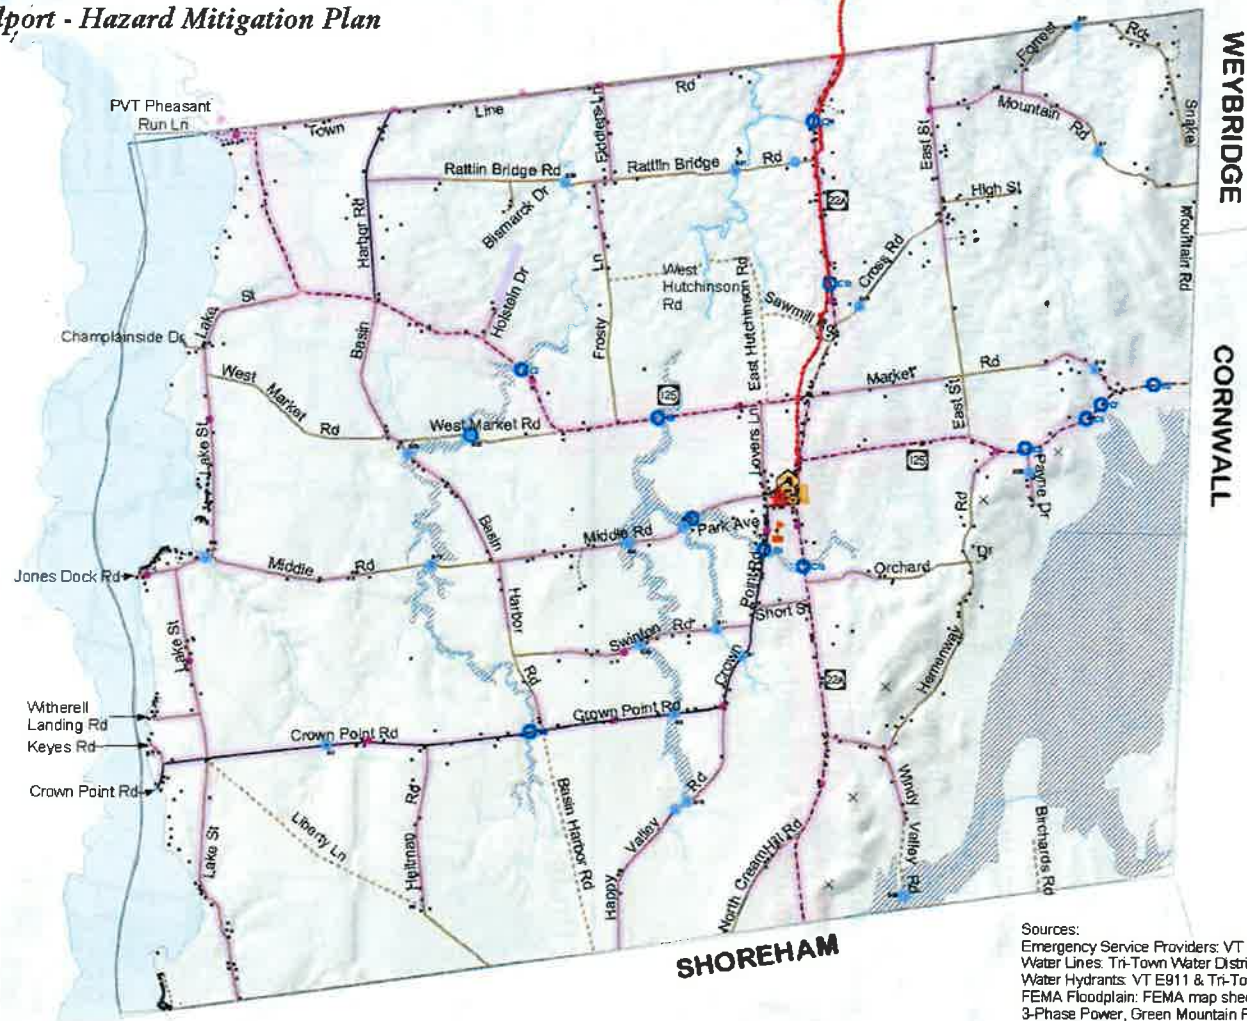 dport - Hazard Mitigation Plan
WEYBRIDGE
CORNWALL
SHOREHAM
PVT Pheasant
Run Ln
Town
Line
Rd
Fiddlers Ln
Forrest
Rd
Mountain
Rd
Snake
Mountain Rd
East St
High St
Rattlin Bridge Rd
Rattlin Bridge
Rd
Bismarck Dr
Harbor Rd
22A
Cross Rd
West
Hutchinson
Rd
East Hutchinson Rd
Sawmill
Holstein Dr
Frosty
Ln
Lake
St
Champlainside Dr
Basin
West
Market
Rd
West Market Rd
125
Market
Rd
East St
Lovers Ln
125
Lake St
Payne Dr
Rd
Basin
Middle Rd
Park Ave
Jones Dock Rd
Middle
Rd
Orchard
Dr
Point Rd
Short St
Harbor
Rd
Swinton
Rd
Crown
Lake St
22A
Hemenway
Witherell
Landing Rd
Keyes Rd
Crown Point Rd
Crown Point Rd
Crown Point Rd
Liberty Ln
Lake St
Rd
Basin Harbor Rd
Happy
Valley
Rd
North Cream Hill Rd
Windy
Valley Rd
Birchards Rd
Sources:
Emergency Service Providers: VT
Water Lines: Tri-Town Water Distri
Water Hydrants: VT E911 & Tri-To
FEMA Floodplain: FEMA map she
3-Phase Power, Green Mountain P